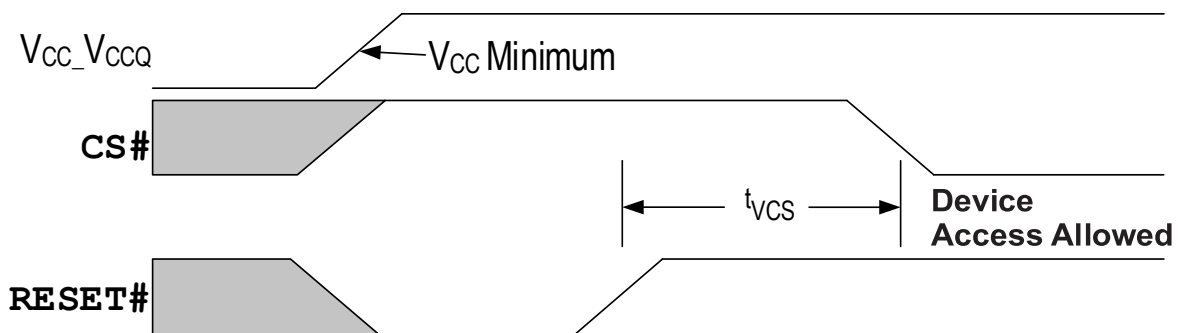 VCC_VCCQ
VCC Minimum
CS#
tVCS
Device
Access Allowed
RESET#